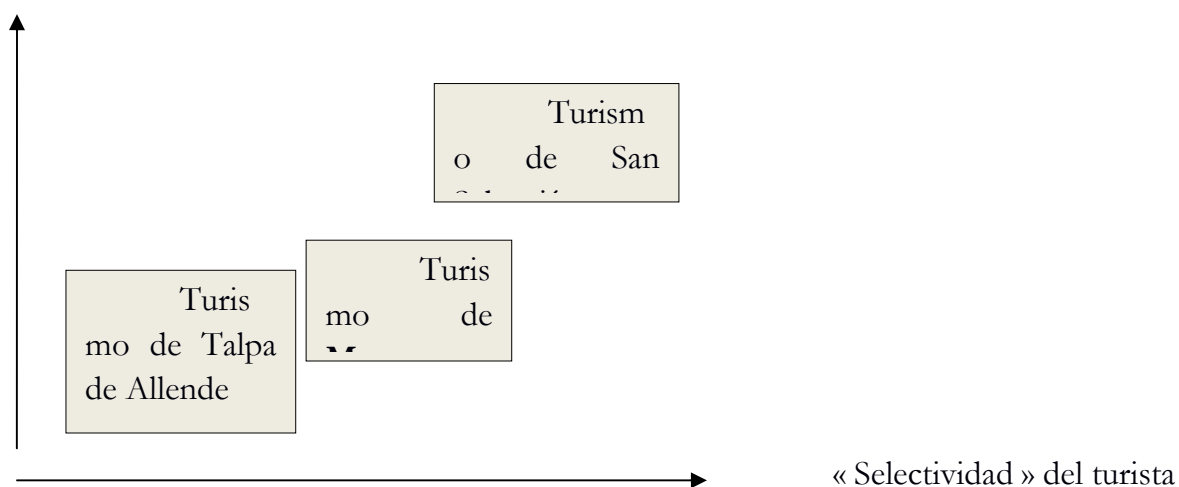 Turism
o de San
Turis
mo de
Turis
mo de Talpa
de Allende
« Selectividad » del turista